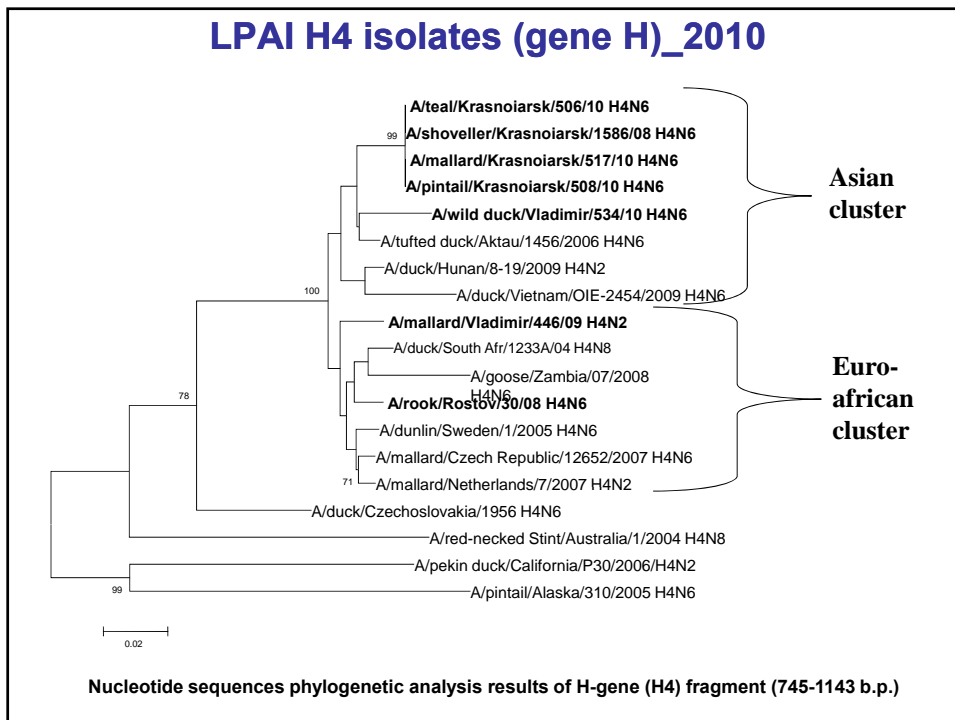 LPAI H4 isolates (gene H)_2010
A/teal/Krasnoiarsk/506/10 H4N6
99
A/shoveller/Krasnoiarsk/1586/08 H4N6
A/mallard/Krasnoiarsk/517/10 H4N6
A/pintail/Krasnoiarsk/508/10 H4N6
Asian
cluster
A/wild duck/Vladimir/534/10 H4N6
A/tufted duck/Aktau/1456/2006 H4N6
A/duck/Hunan/8-19/2009 H4N2
100
A/duck/Vietnam/OIE-2454/2009 H4N6
A/mallard/Vladimir/446/09 H4N2
A/duck/South Afr/1233A/04 H4N8
A/goose/Zambia/07/2008
H4N6
Euro-
african
cluster
78
A/rook/Rostov/30/08 H4N6
A/dunlin/Sweden/1/2005 H4N6
A/mallard/Czech Republic/12652/2007 H4N6
71
A/mallard/Netherlands/7/2007 H4N2
A/duck/Czechoslovakia/1956 H4N6
A/red-necked Stint/Australia/1/2004 H4N8
A/pekin duck/California/P30/2006/H4N2
99
A/pintail/Alaska/310/2005 H4N6
0.02
Nucleotide sequences phylogenetic analysis results of H-gene (H4) fragment (745-1143 b.p.)